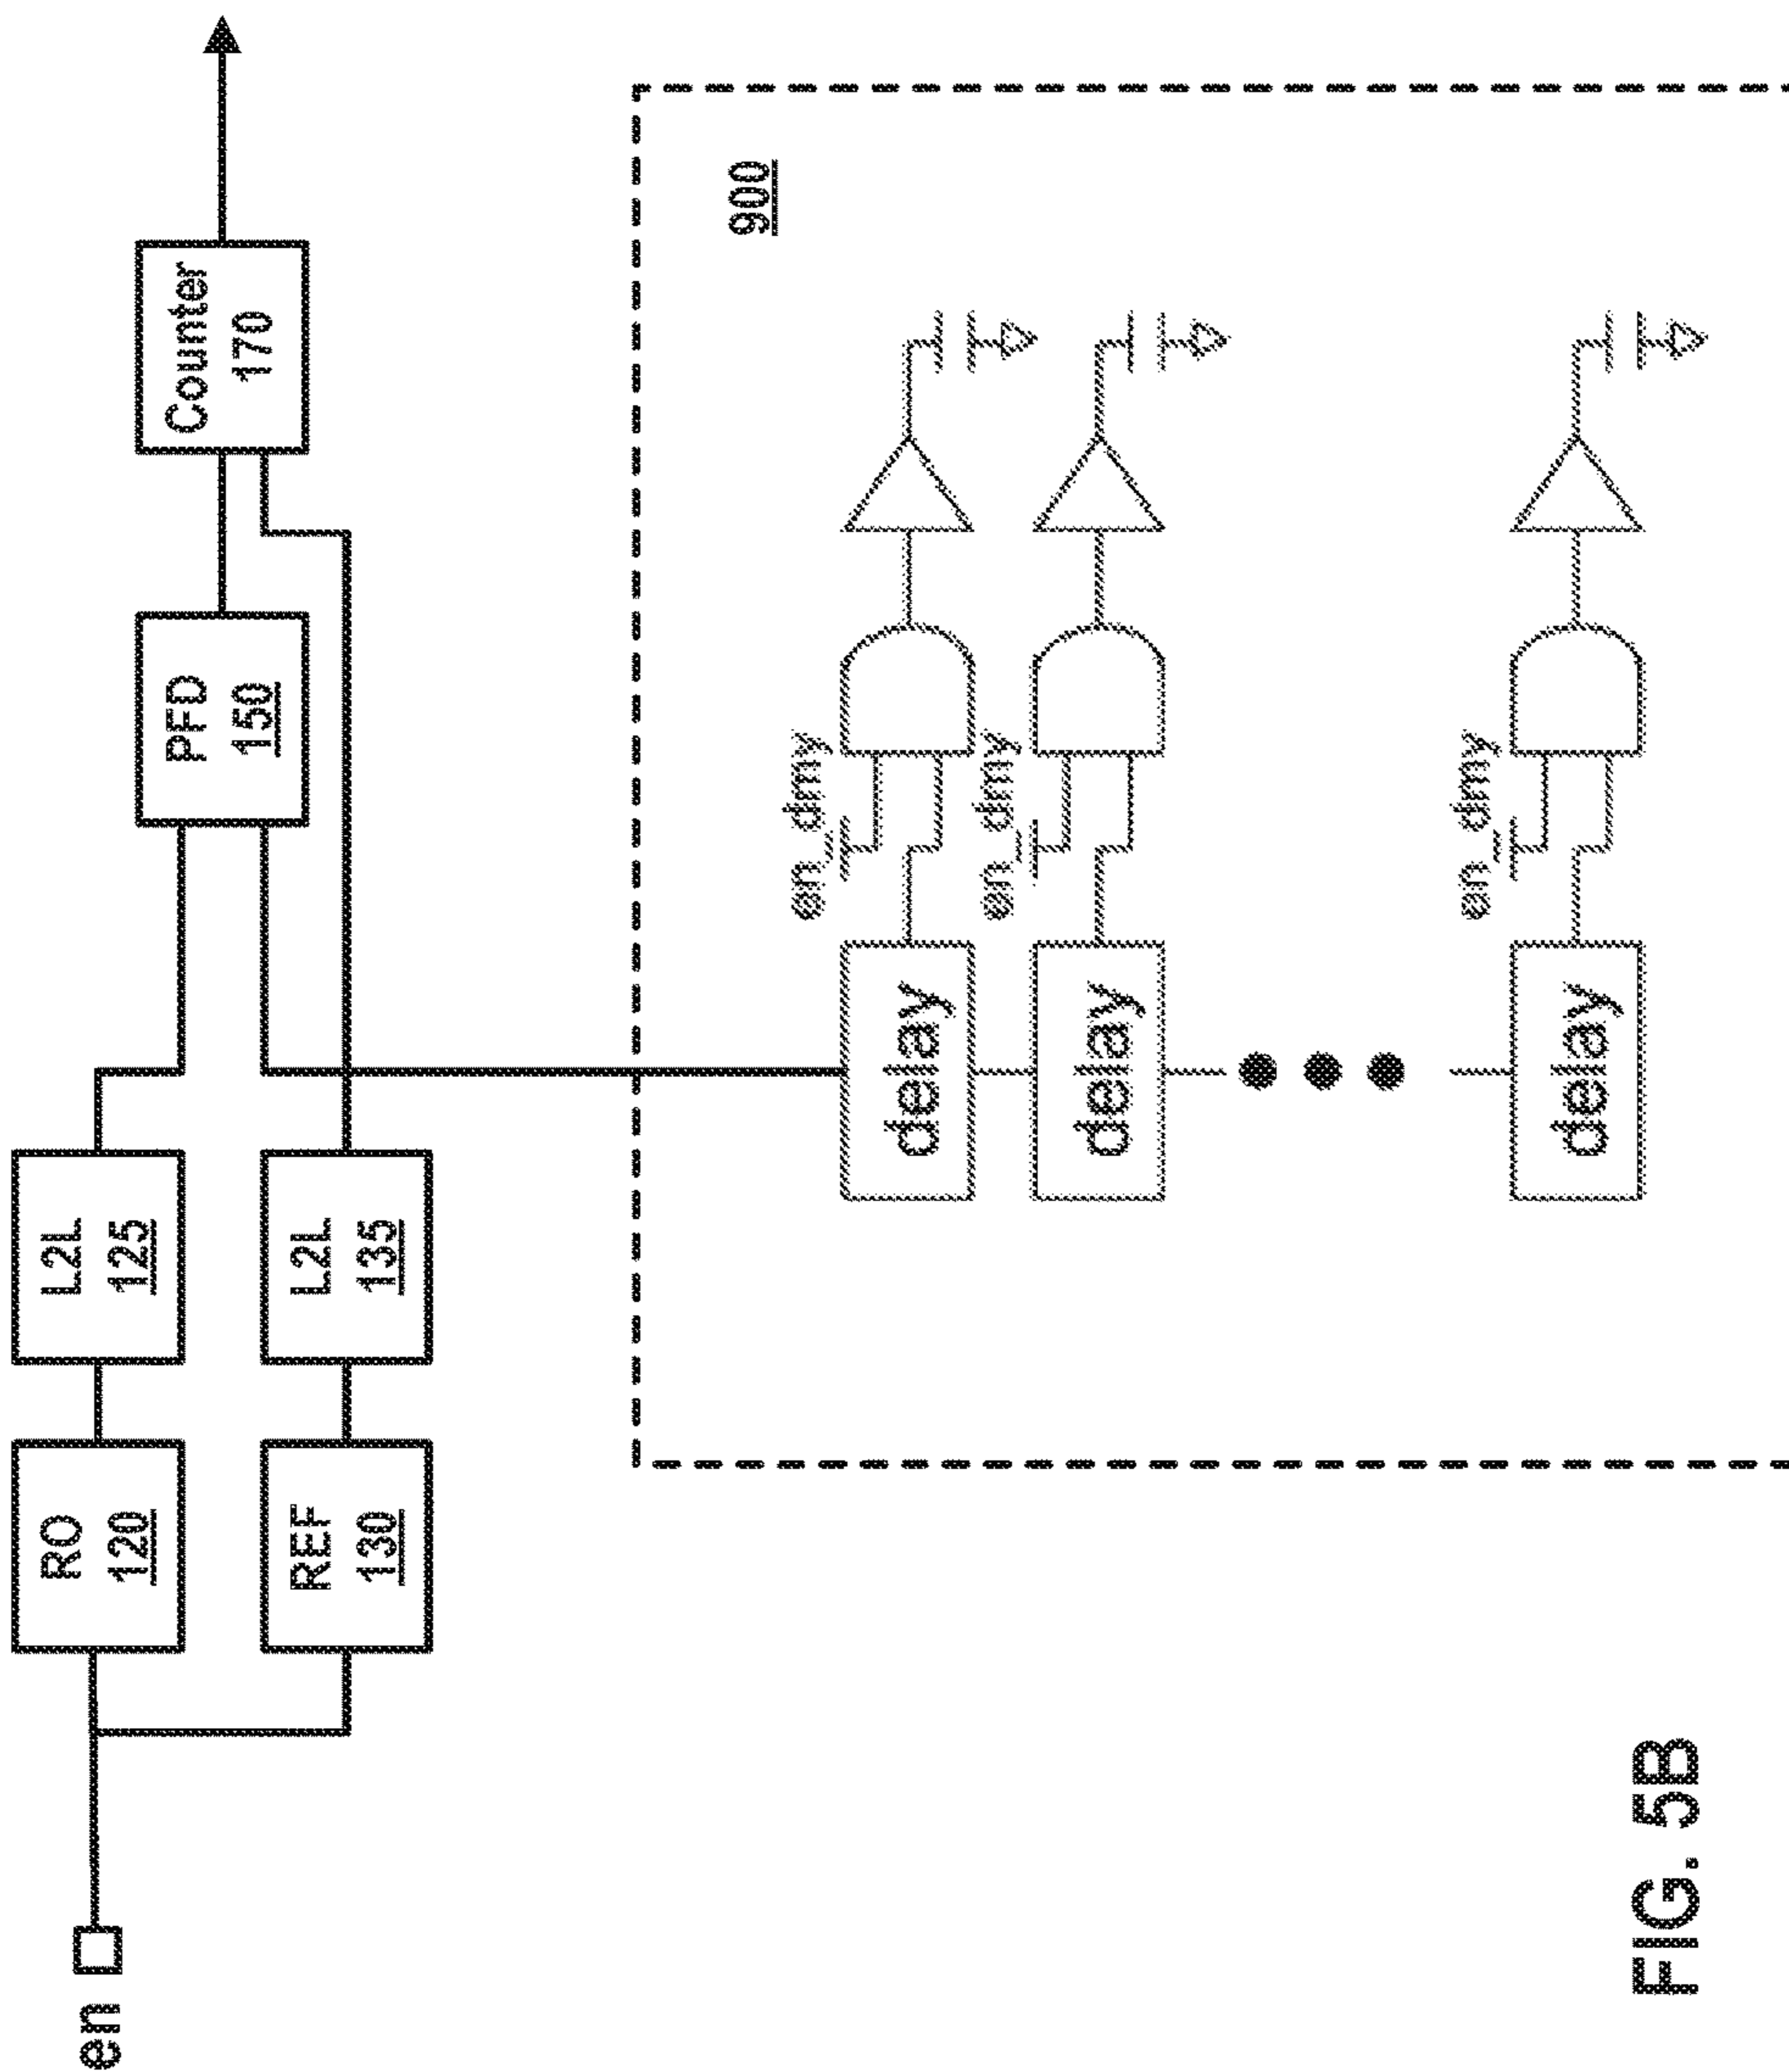 en
RO
120
L2L
125
REF
130
L2L
135
PFD
150
Counter
170
900
delay
en_dmy
delay
en_dmy
delay
en_dmy
FIG. 5B